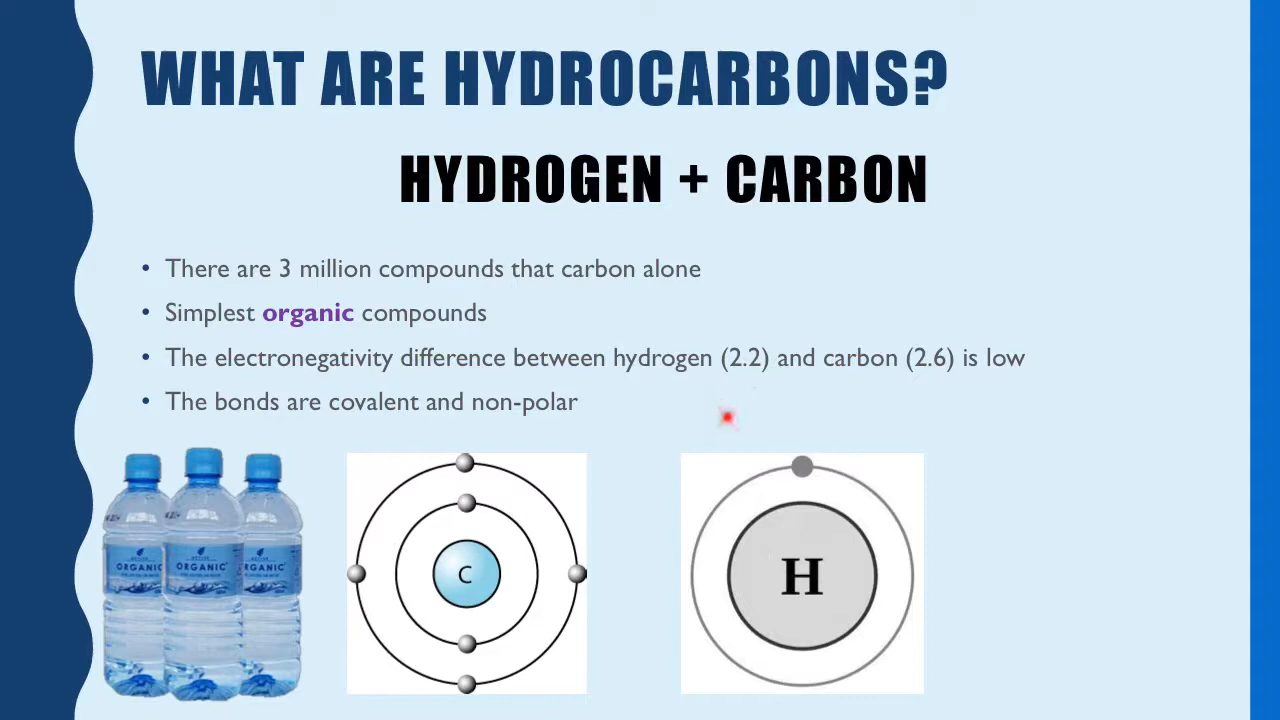 WHAT ARE HYDROCARBONS?
HYDROGEN + CARBON
• There are 3 million compounds that carbon alone
• Simplest organic compounds
• The electronegativity difference between hydrogen (2.2) and carbon (2.6) is low
• The bonds are covalent and non-polar
ORGANIC ORGANIC ORGANIC
C
H